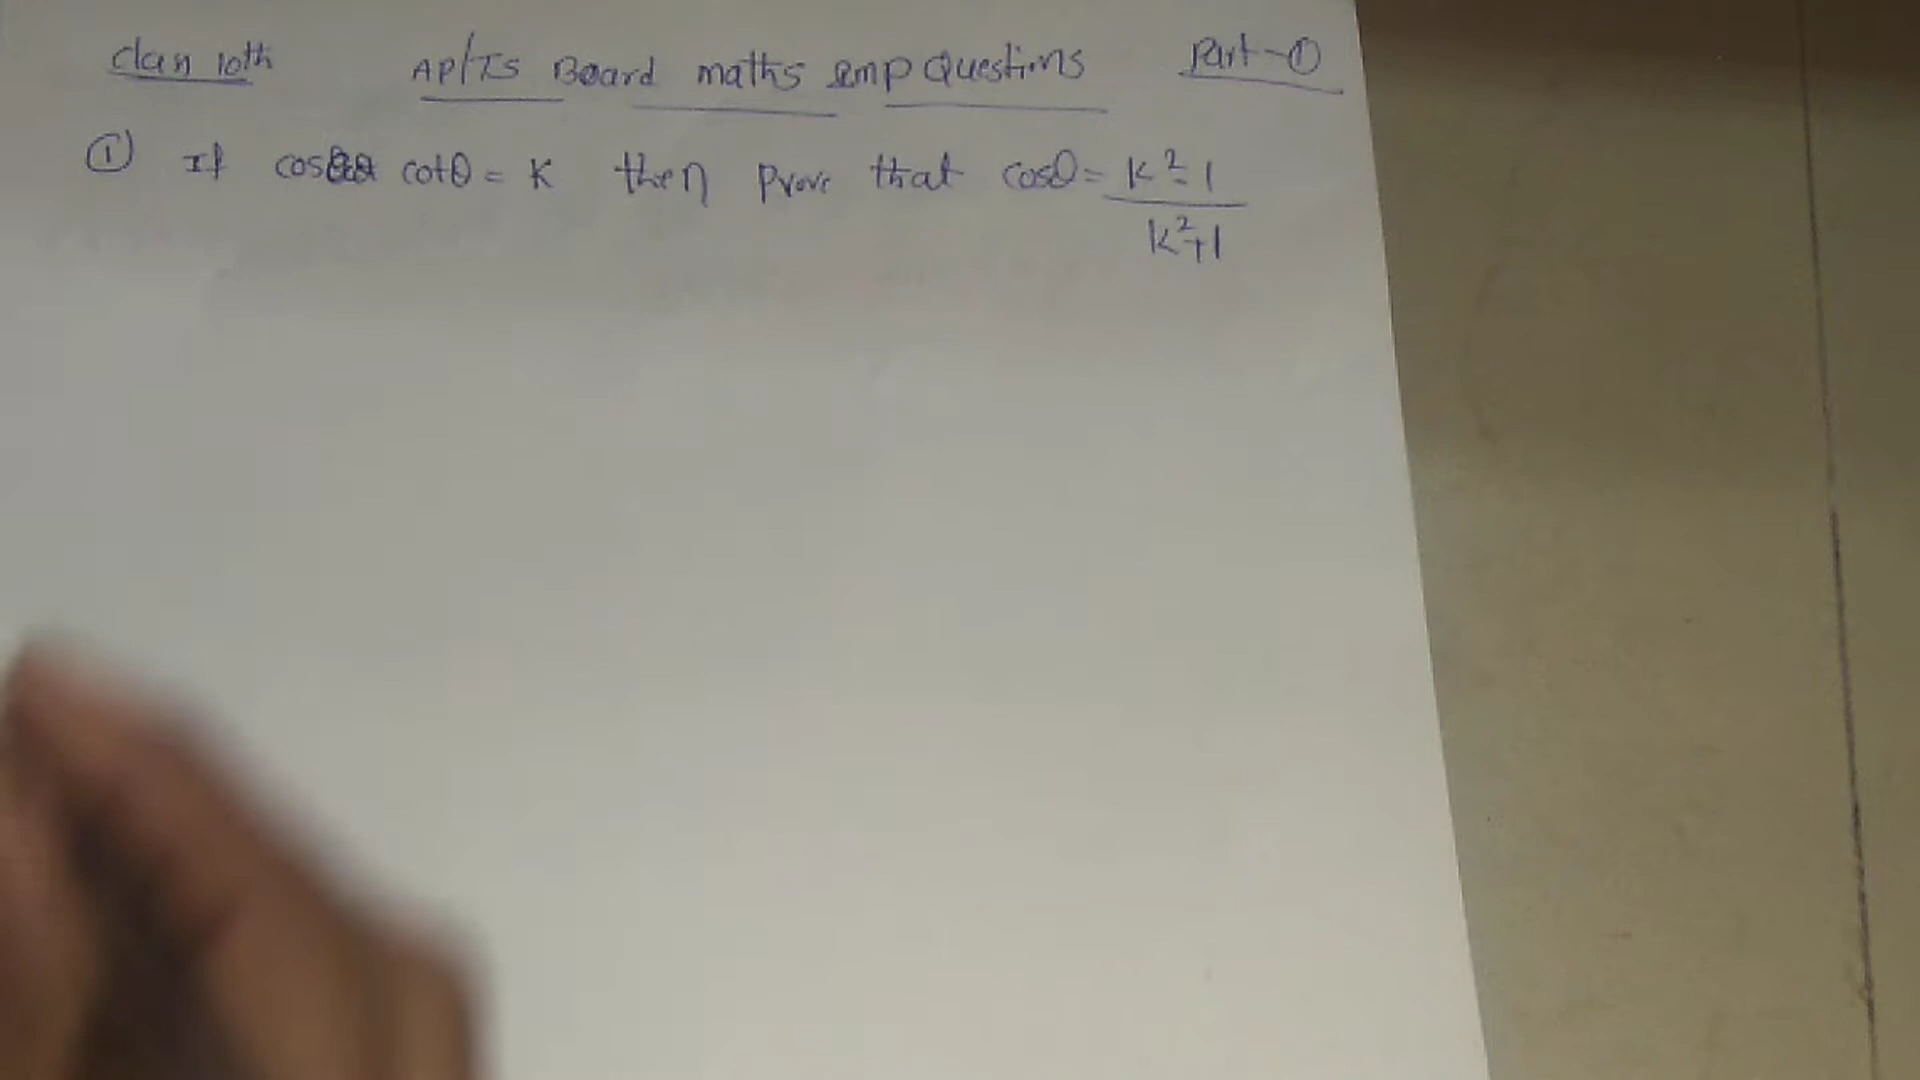 Class 10th AP/TS Board maths imp Questions Part-①
① If cotθ = K then prove that cosθ = K²-1
K²+1